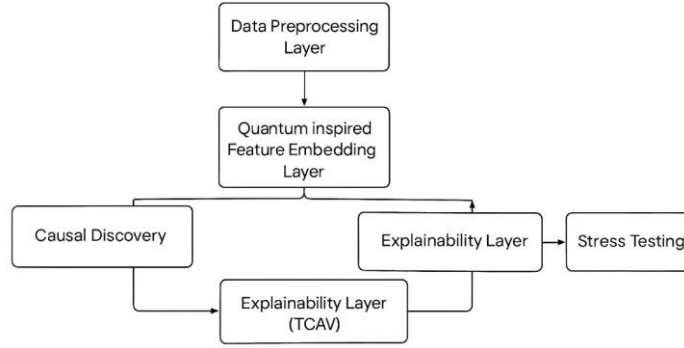 Data Preprocessing
Layer
Quantum inspired
Feature Embedding
Layer
Causal Discovery
Explainability Layer
Stress Testing
Explainability Layer
(TCAV)